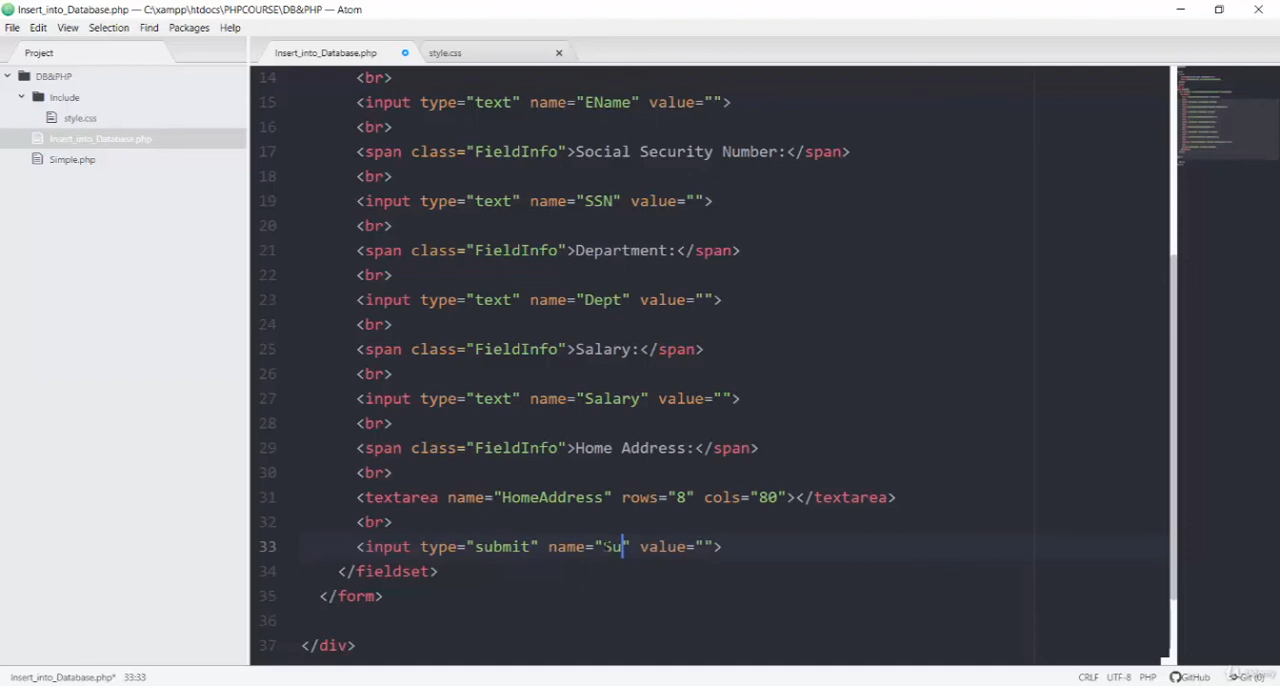 Insert_into_Database.php — C:\xampp\htdocs\PHPCOURSE\DB&PHP — Atom
File Edit View Selection Find Packages Help
Project
Insert_into_Database.php
style.css
DB&PHP
Include
style.css
Insert_into_Database.php
Simple.php
14 <br>
15 <input type="text" name="EName" value="">
16 <br>
17 <span class="FieldInfo">Social Security Number:</span>
18 <br>
19 <input type="text" name="SSN" value="">
20 <br>
21 <span class="FieldInfo">Department:</span>
22 <br>
23 <input type="text" name="Dept" value="">
24 <br>
25 <span class="FieldInfo">Salary:</span>
26 <br>
27 <input type="text" name="Salary" value="">
28 <br>
29 <span class="FieldInfo">Home Address:</span>
30 <br>
31 <textarea name="HomeAddress" rows="8" cols="80"></textarea>
32 <br>
33 <input type="submit" name="Su" value="">
34 </fieldset>
35 </form>
36
37 </div>
Insert_into_Database.php* 33:33 CRLF UTF-8 PHP GitHub Git (0)